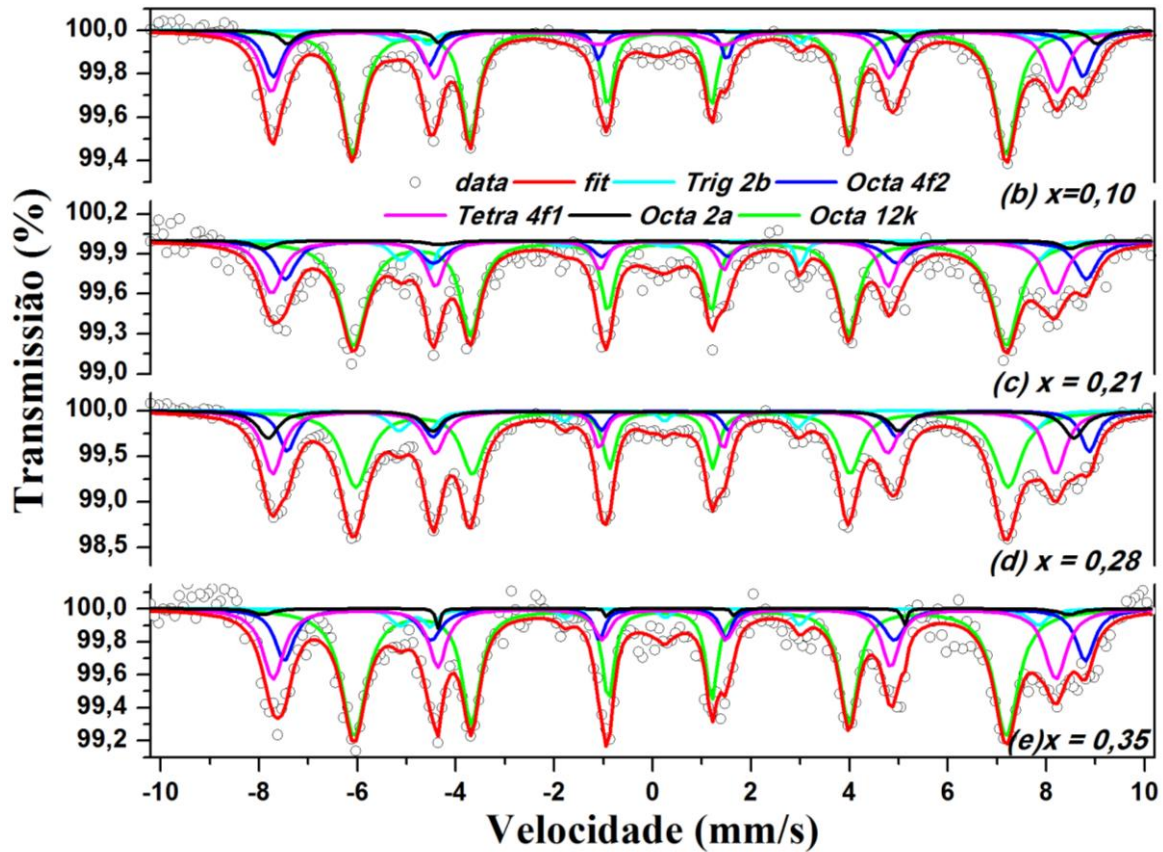 100,0
99,8
99,6
99,4
data fit Trig 2b Octa 4f2
Tetra 4f1 Octa 2a Octa 12k
(b) x=0,10
100,2
99,9
99,6
99,3
99,0
(c) x = 0,21
100,0
99,5
99,0
98,5
(d) x = 0,28
100,0
99,8
99,6
99,4
99,2
(e)x = 0,35
-10 -8 -6 -4 -2 0 2 4 6 8 10
Velocidade (mm/s)
Transmissão (%)